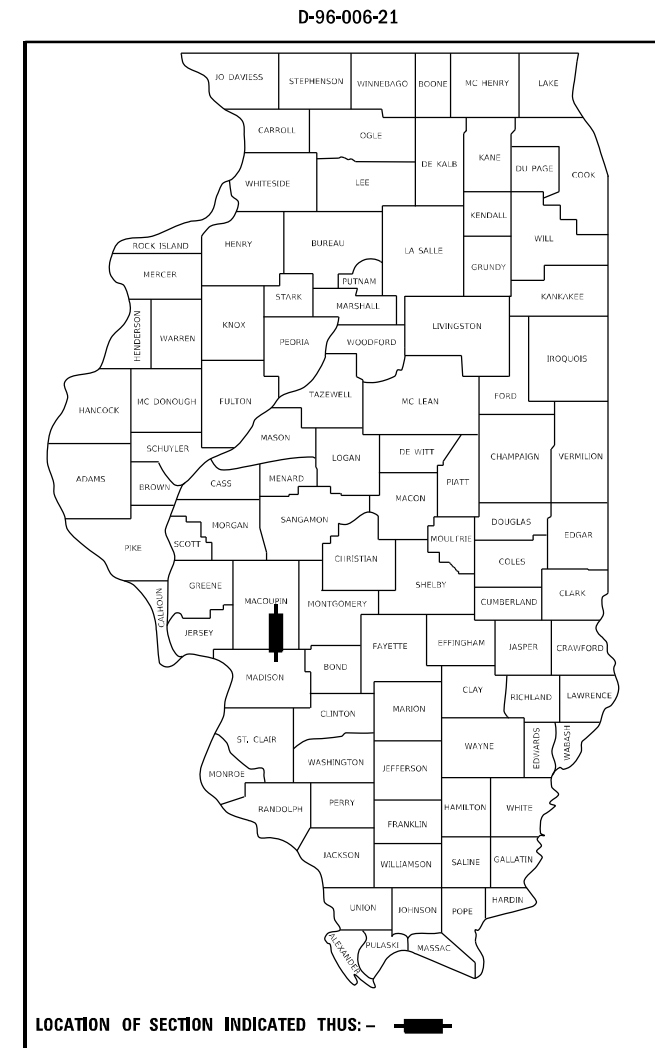 D-96-006-21
JO DAVIESS
STEPHENSON
WINNEBAGO
BOONE
MC HENRY
LAKE
CARROLL
OGLE
DE KALB
KANE
DU PAGE
COOK
WHITESIDE
LEE
KENDALL
WILL
ROCK ISLAND
HENRY
BUREAU
LA SALLE
GRUNDY
MERCER
PUTNAM
STARK
MARSHALL
KANKAKEE
HENDERSON
WARREN
KNOX
PEORIA
WOODFORD
LIVINGSTON
IROQUOIS
HANCOCK
MC DONOUGH
FULTON
TAZEWELL
MC LEAN
FORD
SCHUYLER
MASON
LOGAN
DE WITT
CHAMPAIGN
VERMILION
ADAMS
BROWN
CASS
MENARD
MACON
PIATT
PIKE
SCOTT
MORGAN
SANGAMON
CHRISTIAN
MOULTRIE
DOUGLAS
EDGAR
COLES
CALHOUN
GREENE
MACOUPIN
MONTGOMERY
SHELBY
CUMBERLAND
CLARK
JERSEY
FAYETTE
EFFINGHAM
JASPER
CRAWFORD
MADISON
BOND
CLAY
RICHLAND
LAWRENCE
CLINTON
MARION
ST. CLAIR
WASHINGTON
WAYNE
EDWARDS
WABASH
MONROE
JEFFERSON
RANDOLPH
PERRY
HAMILTON
WHITE
FRANKLIN
JACKSON
WILLIAMSON
SALINE
GALLATIN
UNION
JOHNSON
POPE
HARDIN
ALEXANDER
PULASKI
MASSAC
LOCATION OF SECTION INDICATED THUS: –